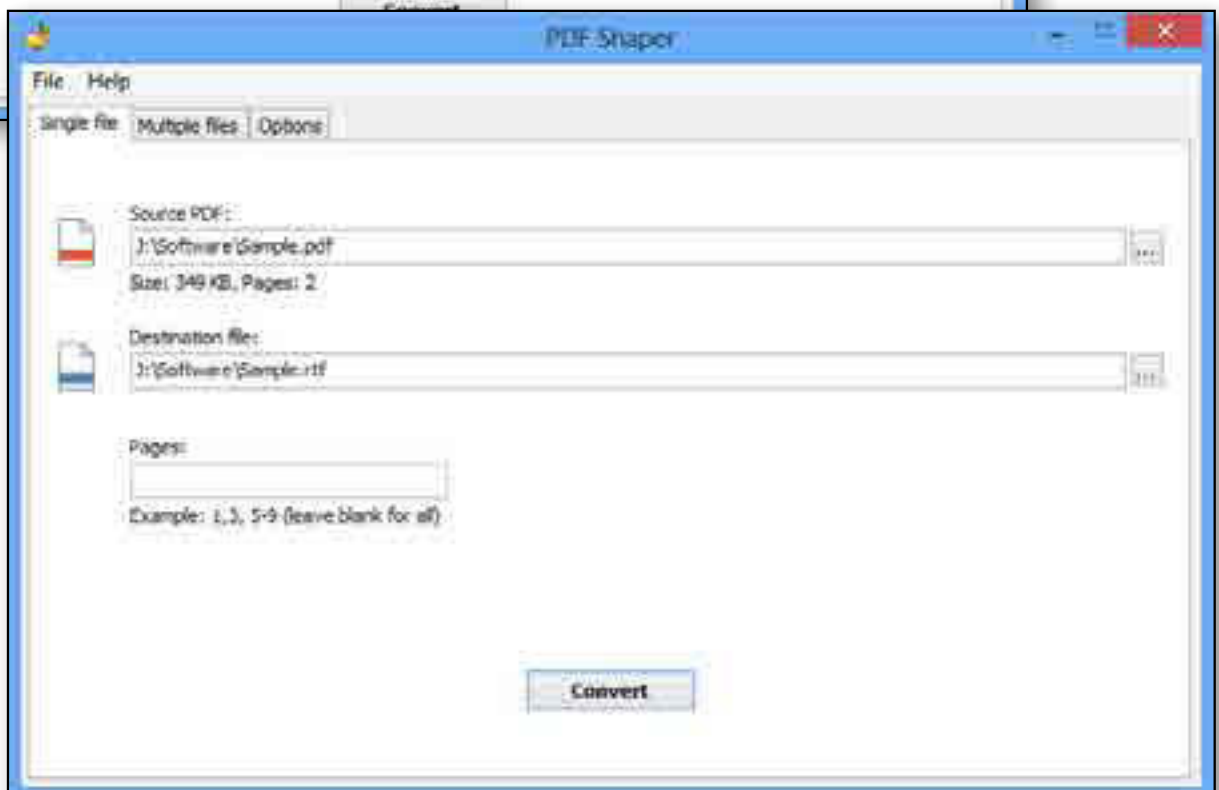 Convert
PDF Shaper
File Help
Single file Multiple files Options
Source PDF:
J:\Software\Sample.pdf
...
Size: 349 KB, Pages: 2
Destination file:
J:\Software\Sample.rtf
...
Pages:
Example: 1,3, 5-9 (leave blank for all)
Convert